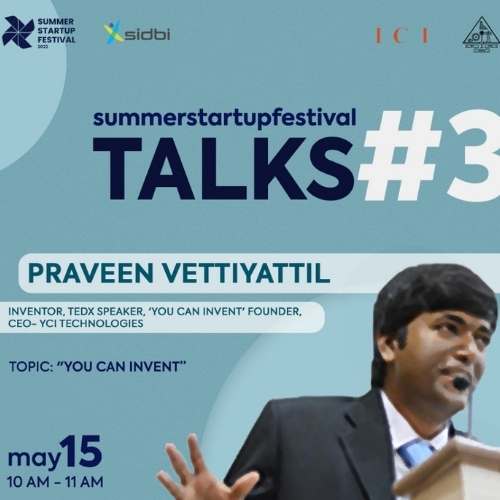 SUMMER
STARTUP
FESTIVAL
2022
sidbi
ICI
summerstartupfestival
TALKS#3
PRAVEEN VETTIYATTIL
INVENTOR, TEDX SPEAKER, 'YOU CAN INVENT' FOUNDER,
CEO- YCI TECHNOLOGIES
TOPIC: "YOU CAN INVENT”
may15
10 AM - 11 AM